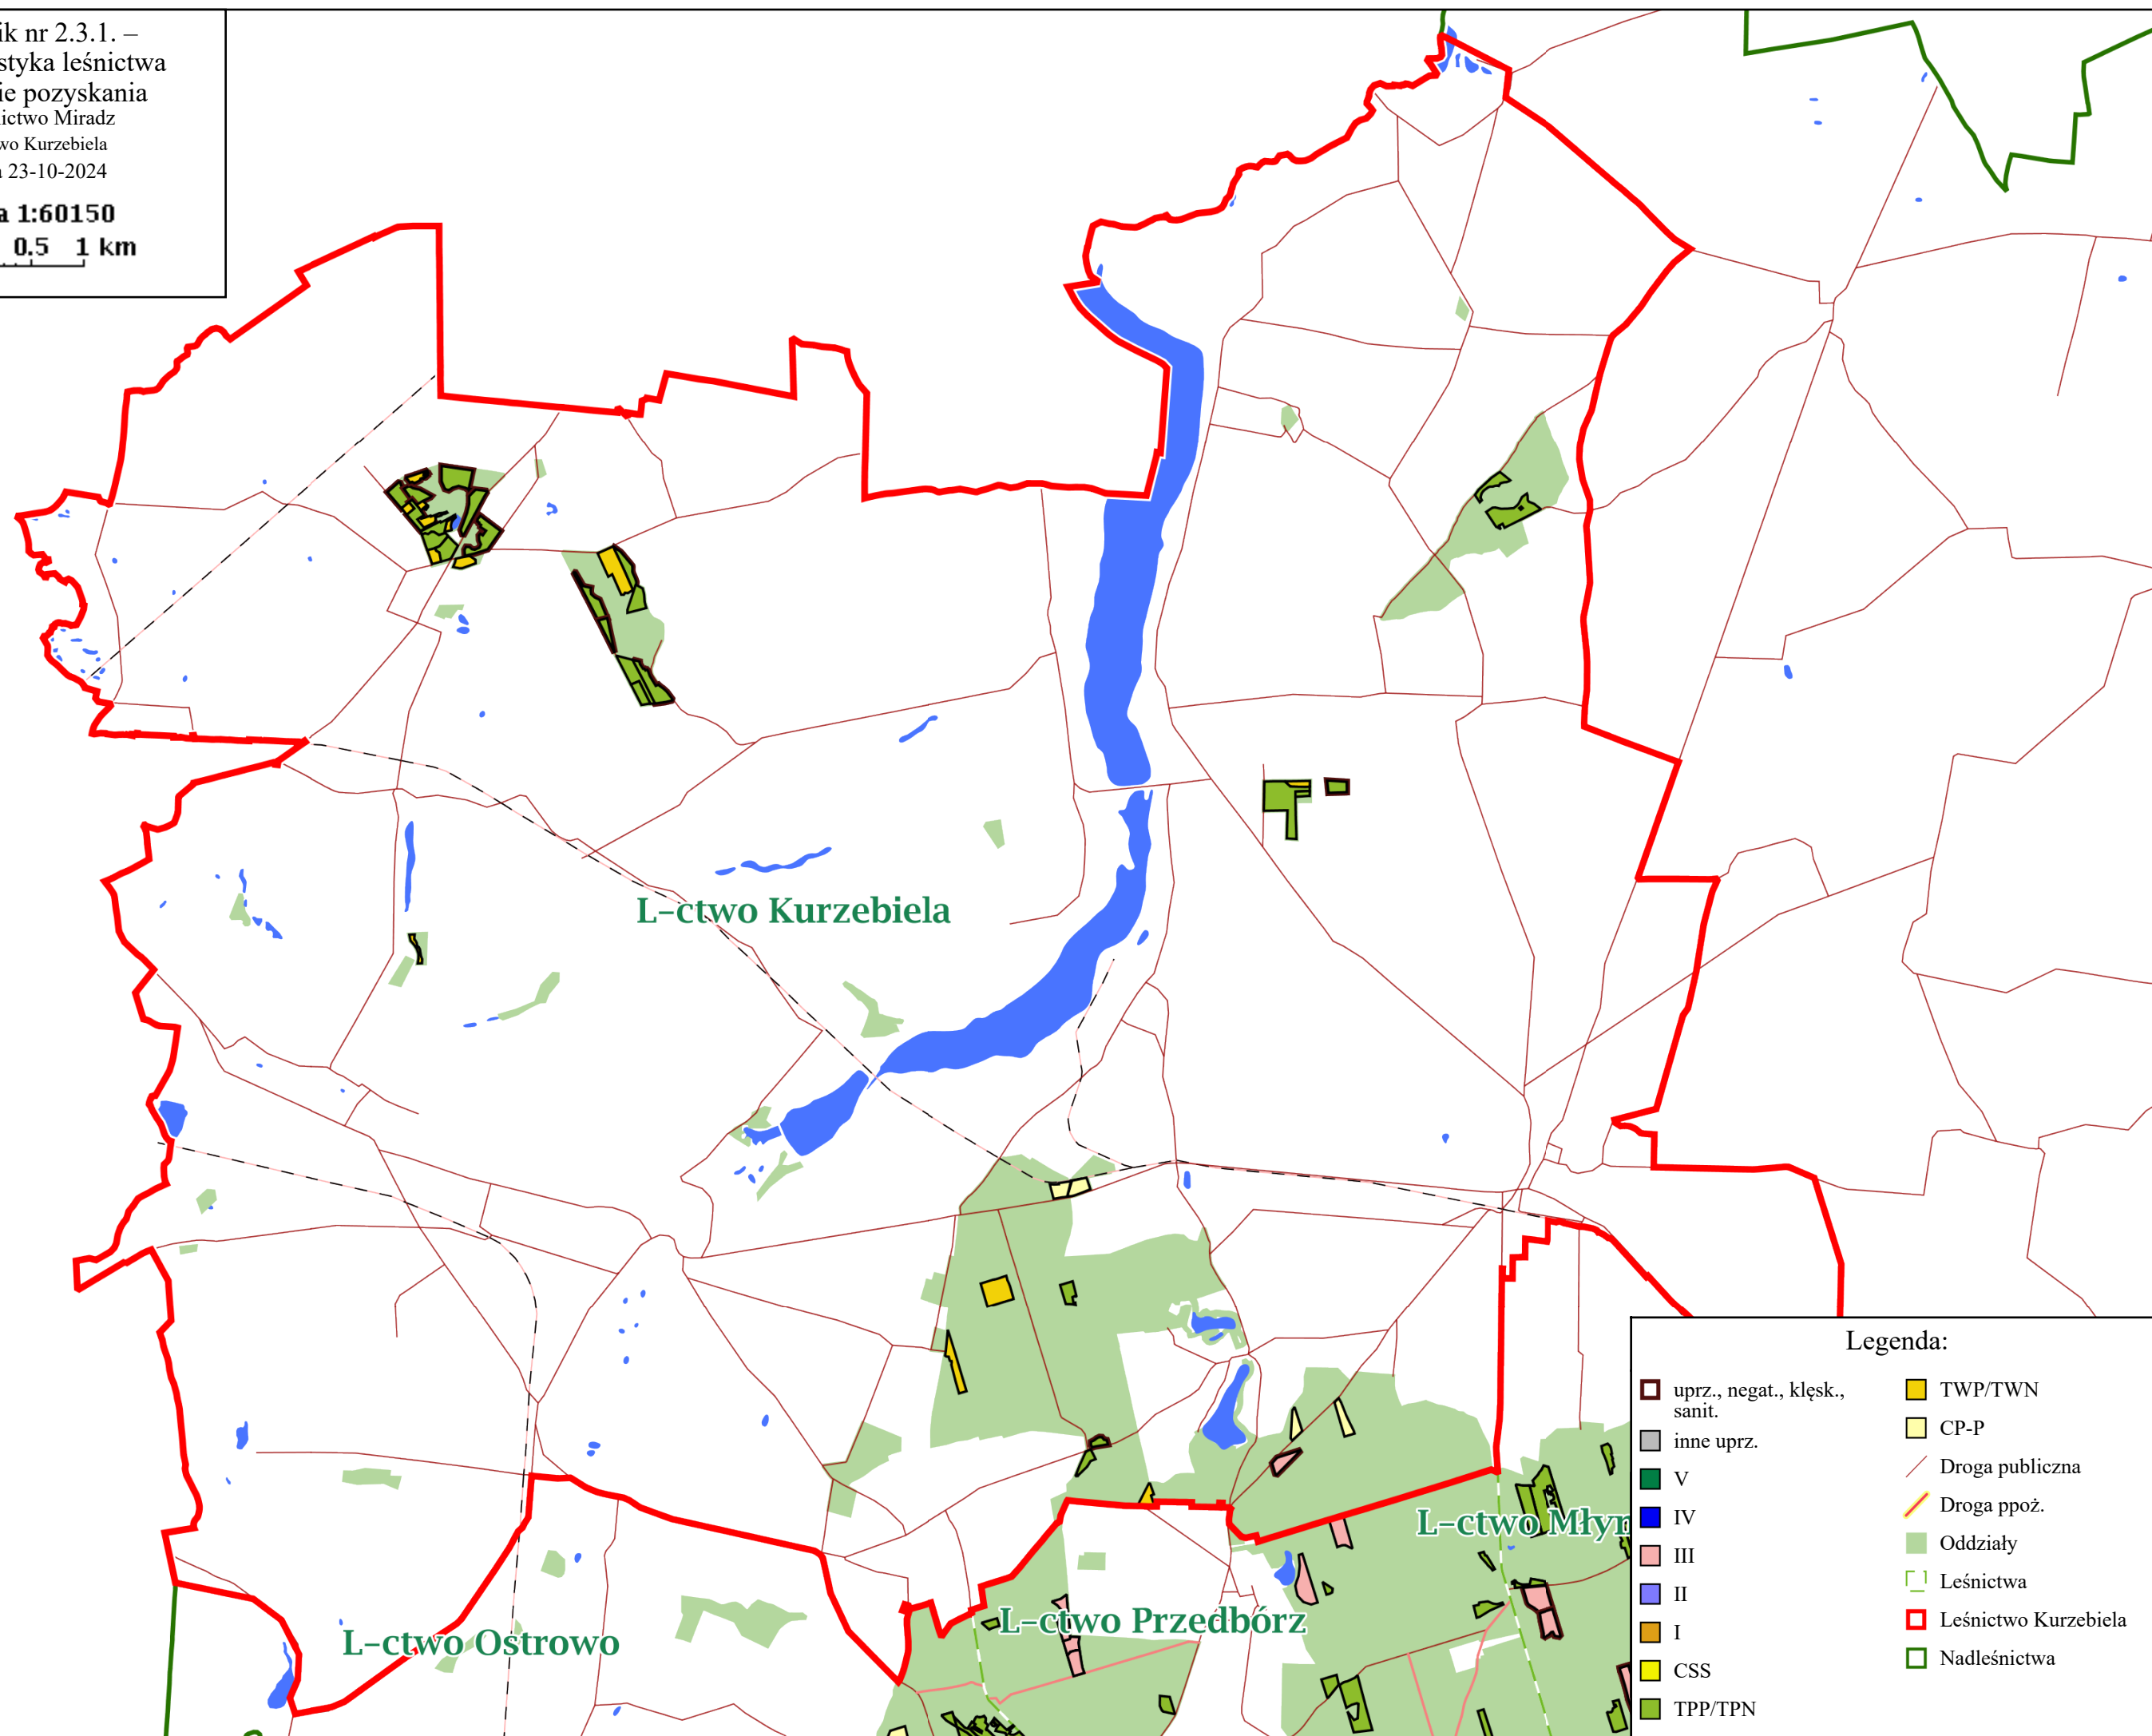 ik nr 2.3.1. –
styka leśnictwa
ie pozyskania
ictwo Miradz
wo Kurzebiela
23-10-2024
1:60150
0.5 1 km
L-ctwo Kurzebiela
L-ctwo Młyn
L-ctwo Przedbórz
L-ctwo Ostrowo
Legenda:
uprz., negat., klęsk.,
sanit.
inne uprz.
V
IV
III
II
I
CSS
TPP/TPN
TWP/TWN
CP-P
Droga publiczna
Droga ppoż.
Oddziały
Leśnictwa
Leśnictwo Kurzebiela
Nadleśnictwa